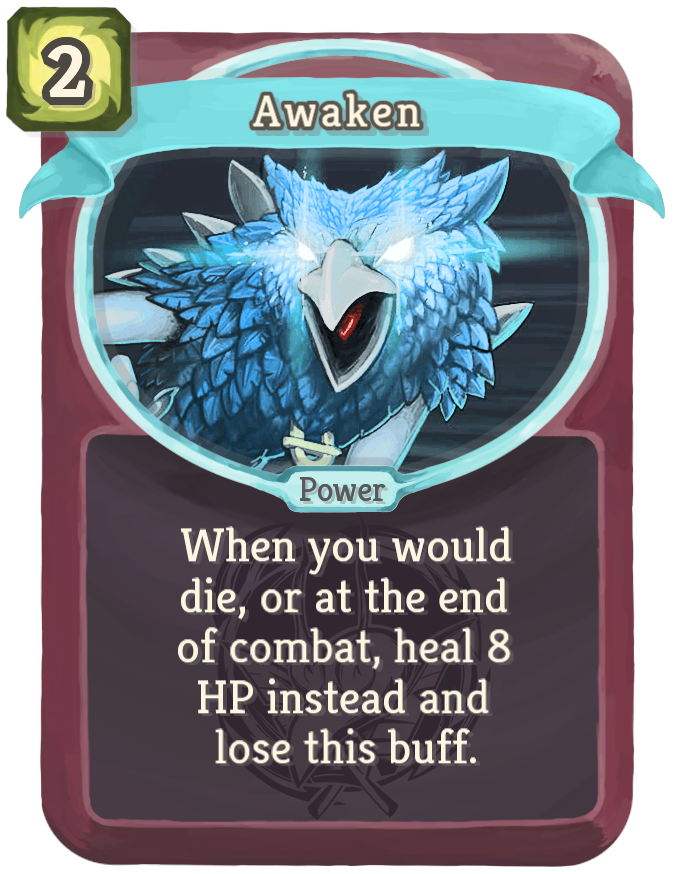 2
Awaken
Power
When you would
die, or at the end
of combat, heal 8
HP instead and
lose this buff.